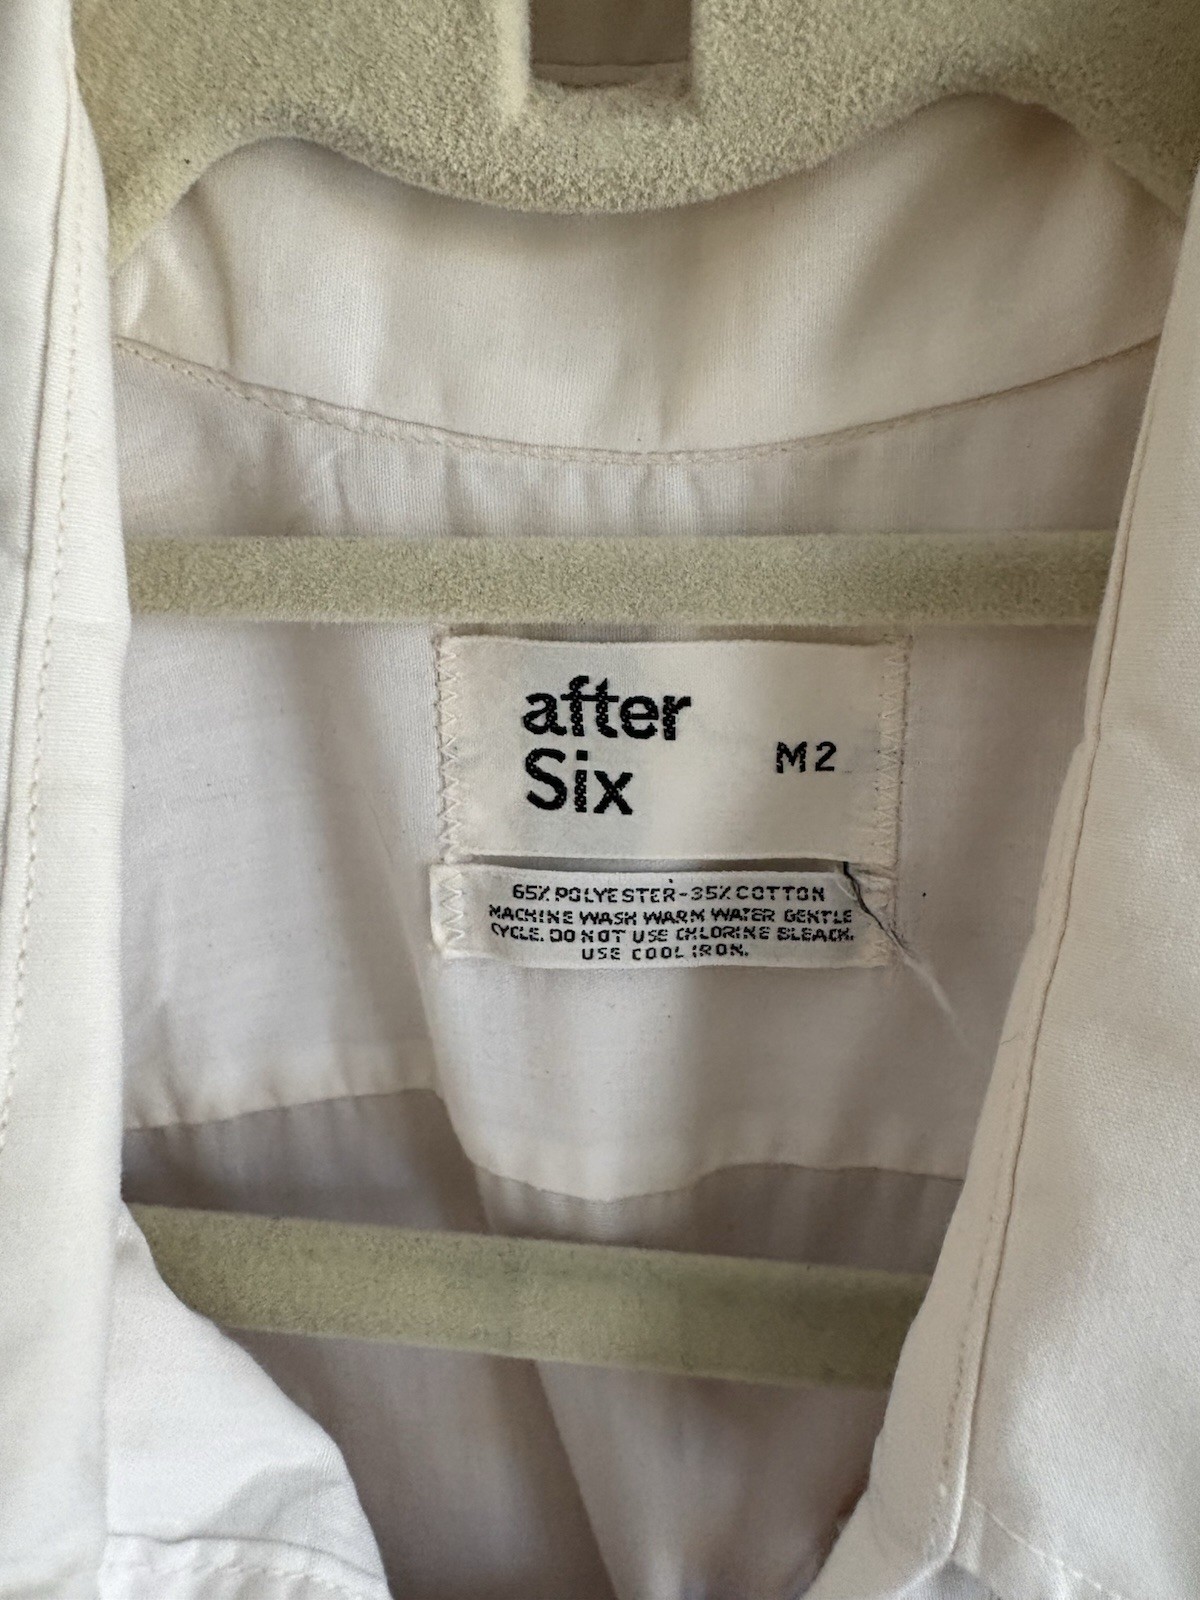 after
Six
M2
65% POLYESTER-35% COTTON
MACHINE WASH WARM WATER GENTLE
CYCLE. DO NOT USE CHLORINE BLEACH.
USE COOL IRON.